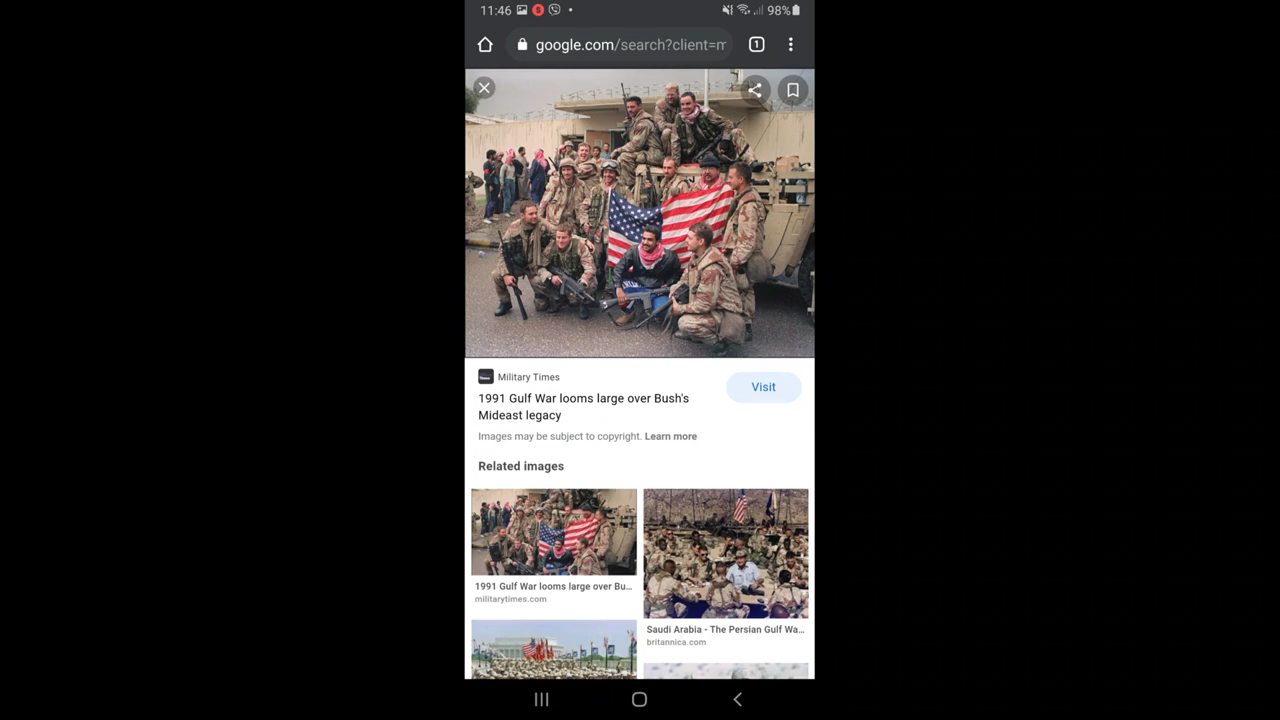 11:46
98%
google.com/search?client=m
1
Military Times
Visit
1991 Gulf War looms large over Bush's
Mideast legacy
Images may be subject to copyright. Learn more
Related images
1991 Gulf War looms large over Bu...
militarytimes.com
Saudi Arabia - The Persian Gulf Wa...
britannica.com